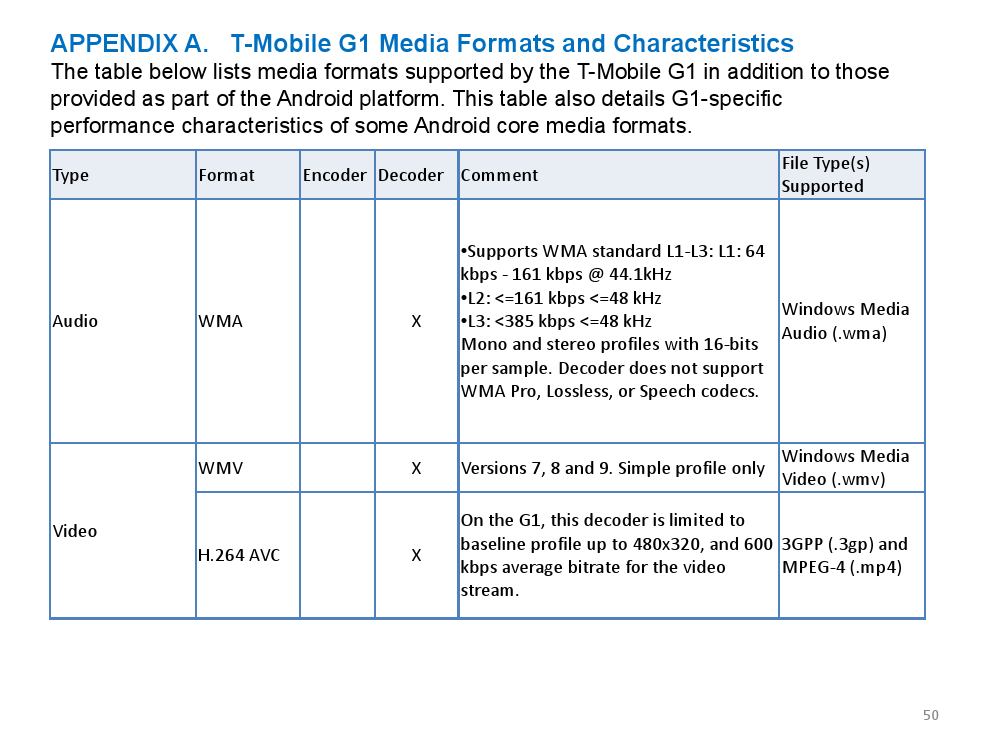 APPENDIX A. T-Mobile G1 Media Formats and Characteristics
The table below lists media formats supported by the T-Mobile G1 in addition to those
provided as part of the Android platform. This table also details G1-specific
performance characteristics of some Android core media formats.
Type Format Encoder Decoder Comment File Type(s)
Supported
Audio WMA X •Supports WMA standard L1-L3: L1: 64
kbps - 161 kbps @ 44.1kHz
•L2: <=161 kbps <=48 kHz
•L3: <385 kbps <=48 kHz
Mono and stereo profiles with 16-bits
per sample. Decoder does not support
WMA Pro, Lossless, or Speech codecs.
Windows Media
Audio (.wma)
Video
WMV X Versions 7, 8 and 9. Simple profile only Windows Media
Video (.wmv)
H.264 AVC X On the G1, this decoder is limited to
baseline profile up to 480x320, and 600
kbps average bitrate for the video
stream.
3GPP (.3gp) and
MPEG-4 (.mp4)
50